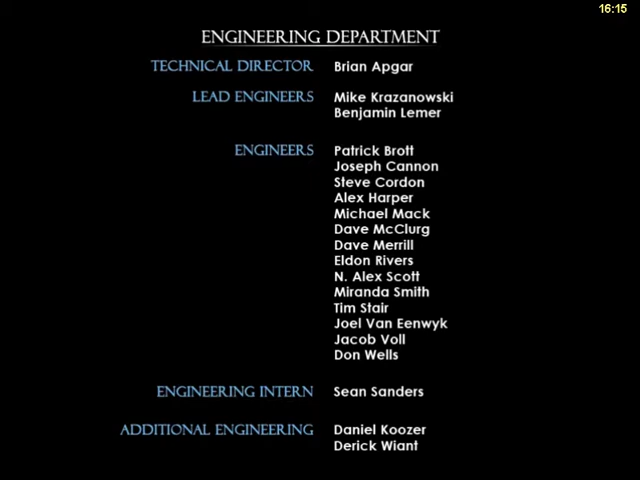 16:15
ENGINEERING DEPARTMENT
TECHNICAL DIRECTOR Brian Apgar
LEAD ENGINEERS Mike Krazanowski
Benjamin Lemer
ENGINEERS Patrick Brott
Joseph Cannon
Steve Cordon
Alex Harper
Michael Mack
Dave McClurg
Dave Merrill
Eldon Rivers
N. Alex Scott
Miranda Smith
Tim Stair
Joel Van Eenwyk
Jacob Voll
Don Wells
ENGINEERING INTERN Sean Sanders
ADDITIONAL ENGINEERING Daniel Koozer
Derick Wiant